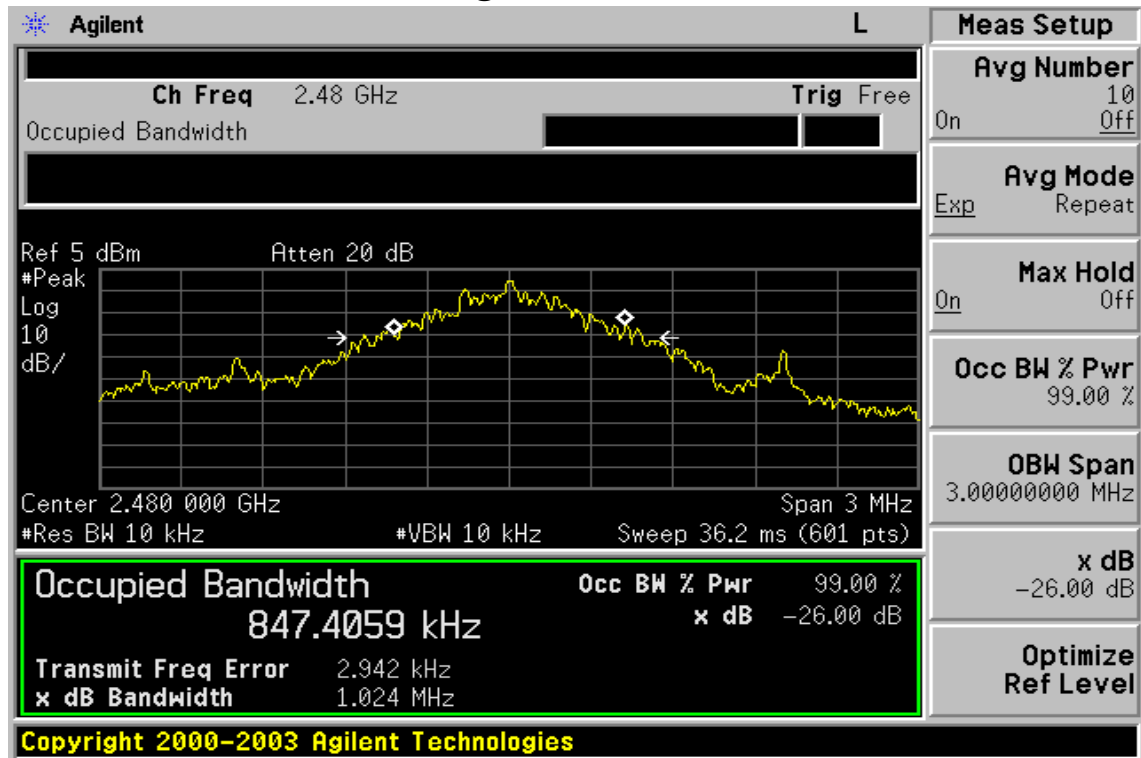 Agilent
L
Meas Setup
Ch Freq 2.48 GHz
Trig Free
Occupied Bandwidth
Avg Number
10
On Off
Avg Mode
Exp Repeat
Max Hold
On Off
Occ BW % Pwr
99.00 %
OBW Span
3.00000000 MHz
x dB
-26.00 dB
Optimize
Ref Level
Ref 5 dBm
Atten 20 dB
#Peak
Log
10
dB/
Center 2.480 000 GHz
Span 3 MHz
#Res BW 10 kHz
#VBW 10 kHz
Sweep 36.2 ms (601 pts)
Occupied Bandwidth
847.4059 kHz
Occ BW % Pwr 99.00 %
x dB -26.00 dB
Transmit Freq Error 2.942 kHz
x dB Bandwidth 1.024 MHz
Copyright 2000-2003 Agilent Technologies